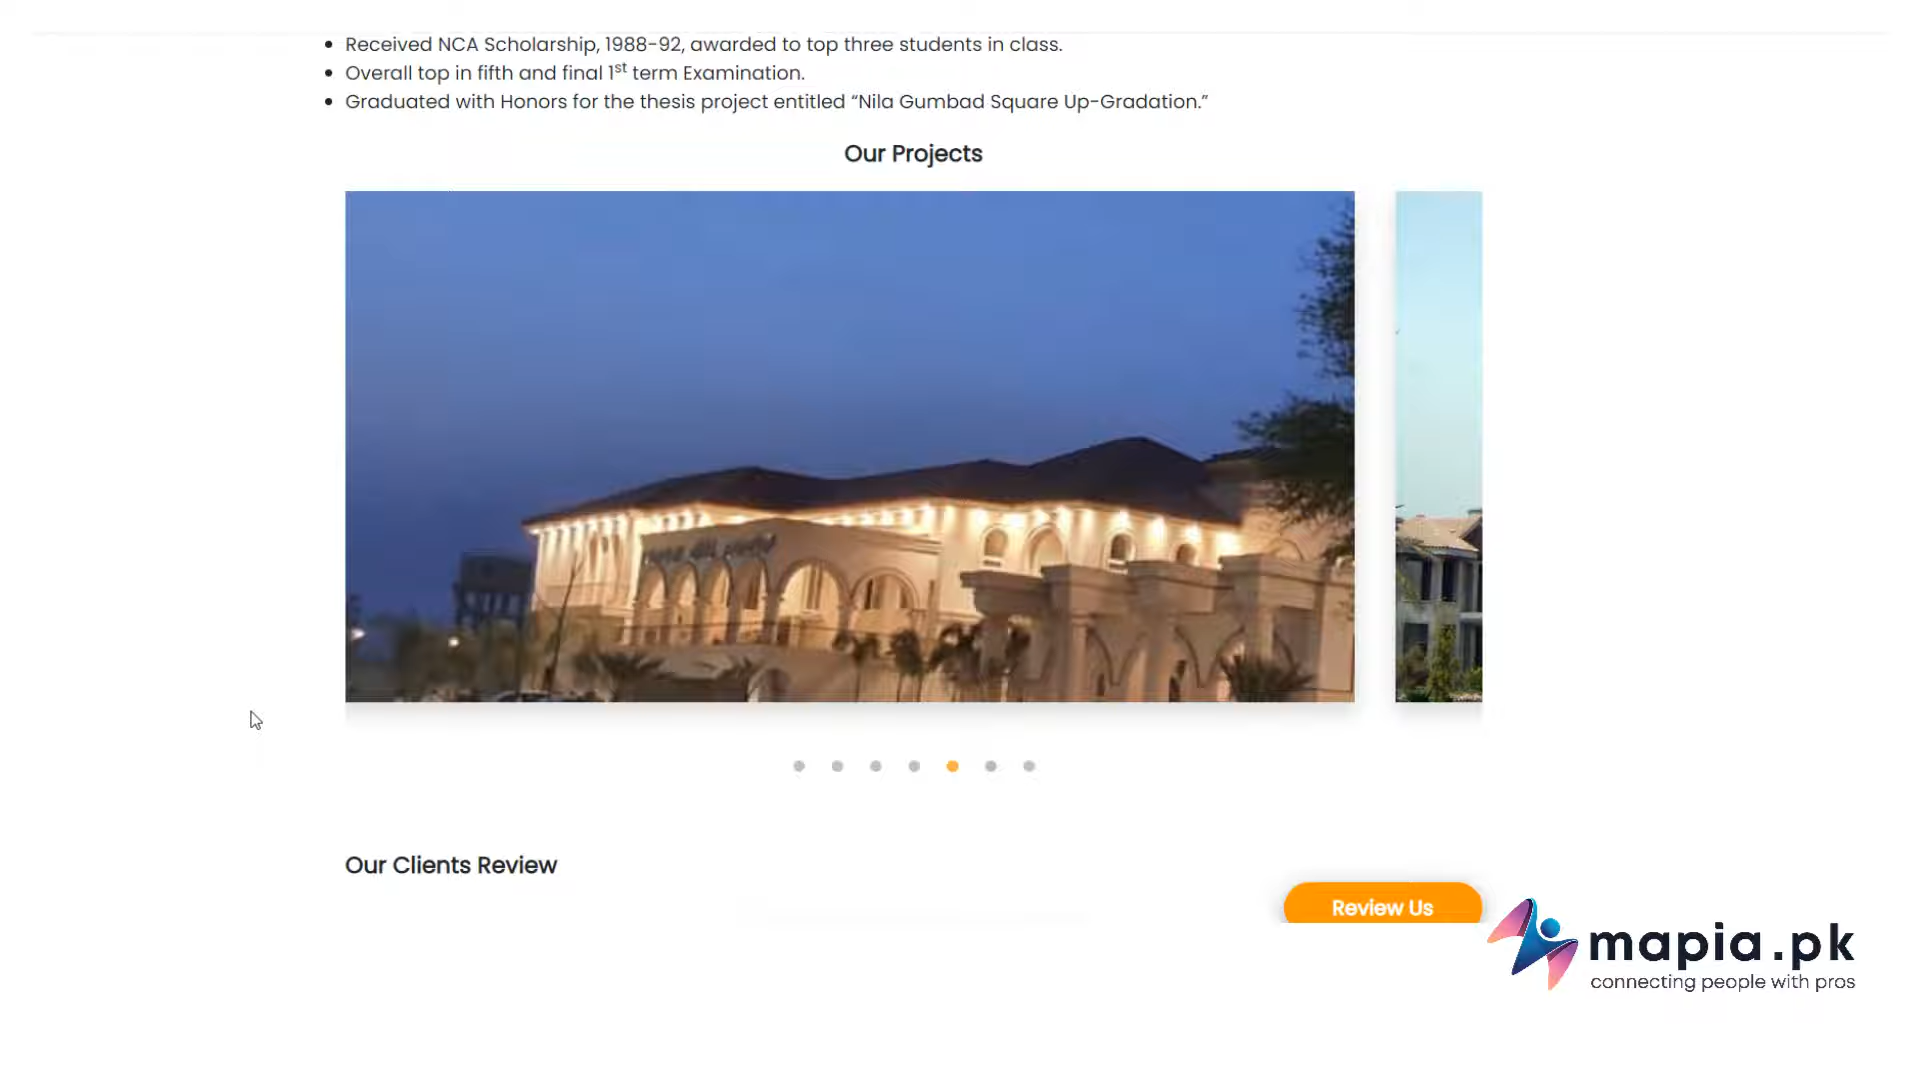 Received NCA Scholarship, 1988-92, awarded to top three students in class.
Overall top in fifth and final 1st term Examination.
Graduated with Honors for the thesis project entitled “Nila Gumbad Square Up-Gradation.”
Our Projects
Our Clients Review
Review Us
mapia.pk
connecting people with pros